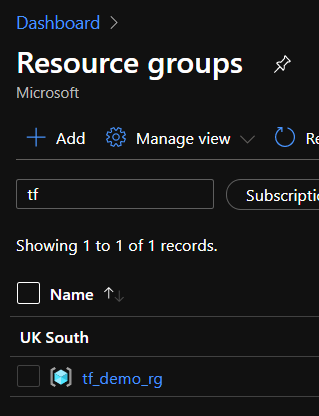 Dashboard >
Resource groups
Microsoft
+ Add Manage view
tf
Showing 1 to 1 of 1 records.
Name ↑↓
UK South
tf_demo_rg